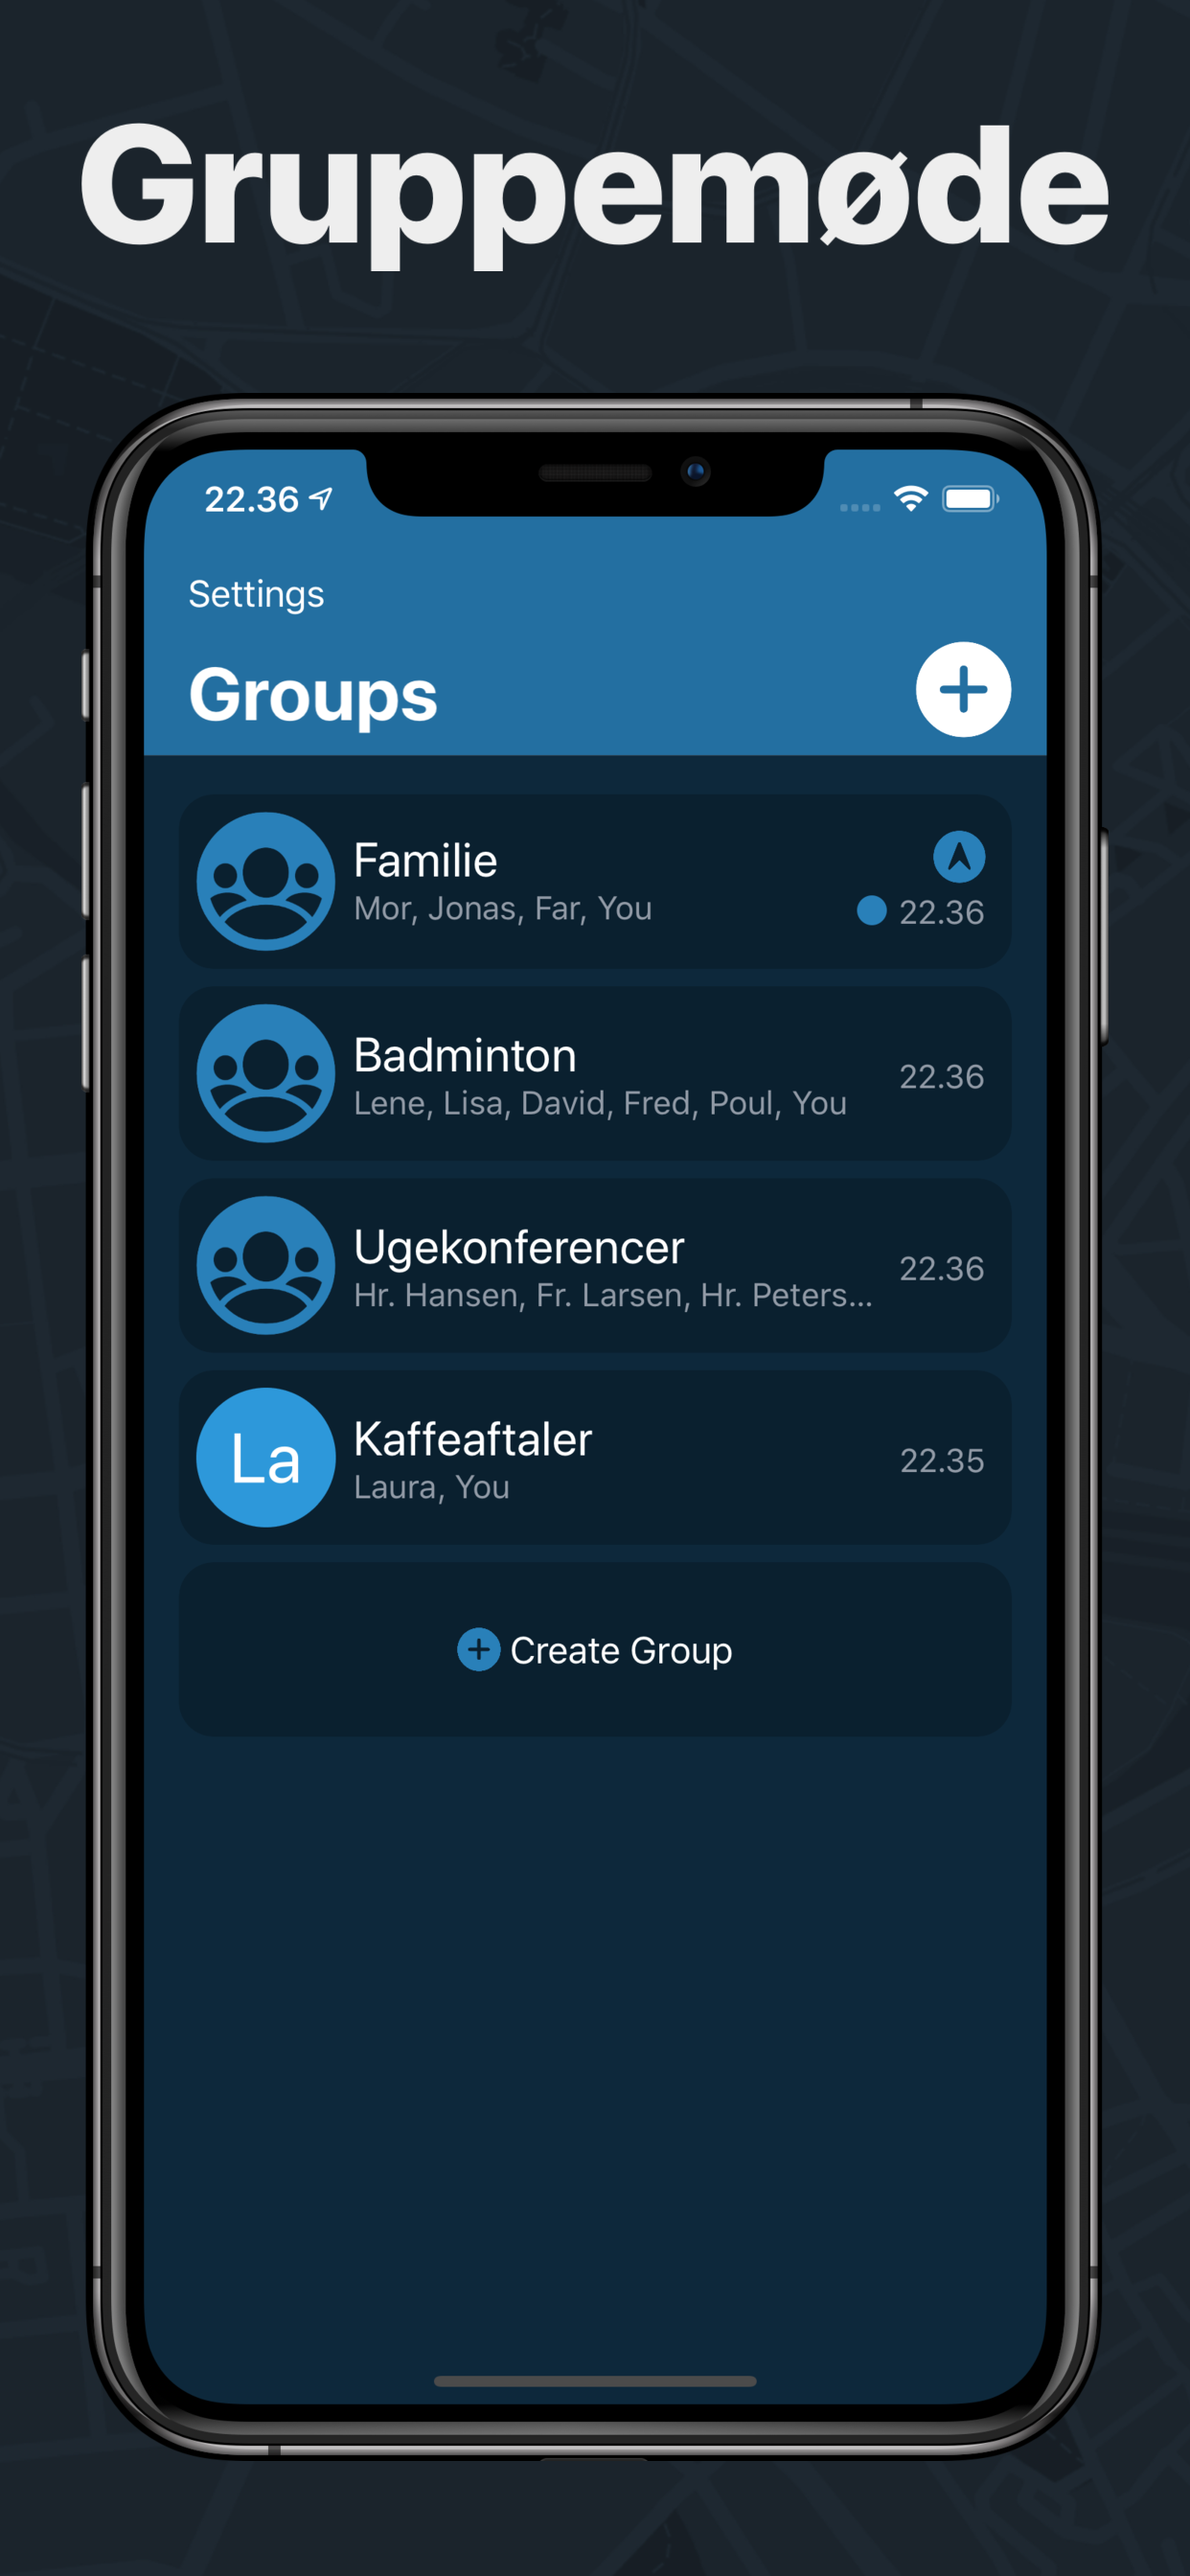 Gruppemøde
22.36
Settings
Groups
Familie
Mor, Jonas, Far, You
22.36
Badminton
Lene, Lisa, David, Fred, Poul, You
22.36
Ugekonferencer
Hr. Hansen, Fr. Larsen, Hr. Peters...
22.36
La
Kaffeaftaler
Laura, You
22.35
Create Group